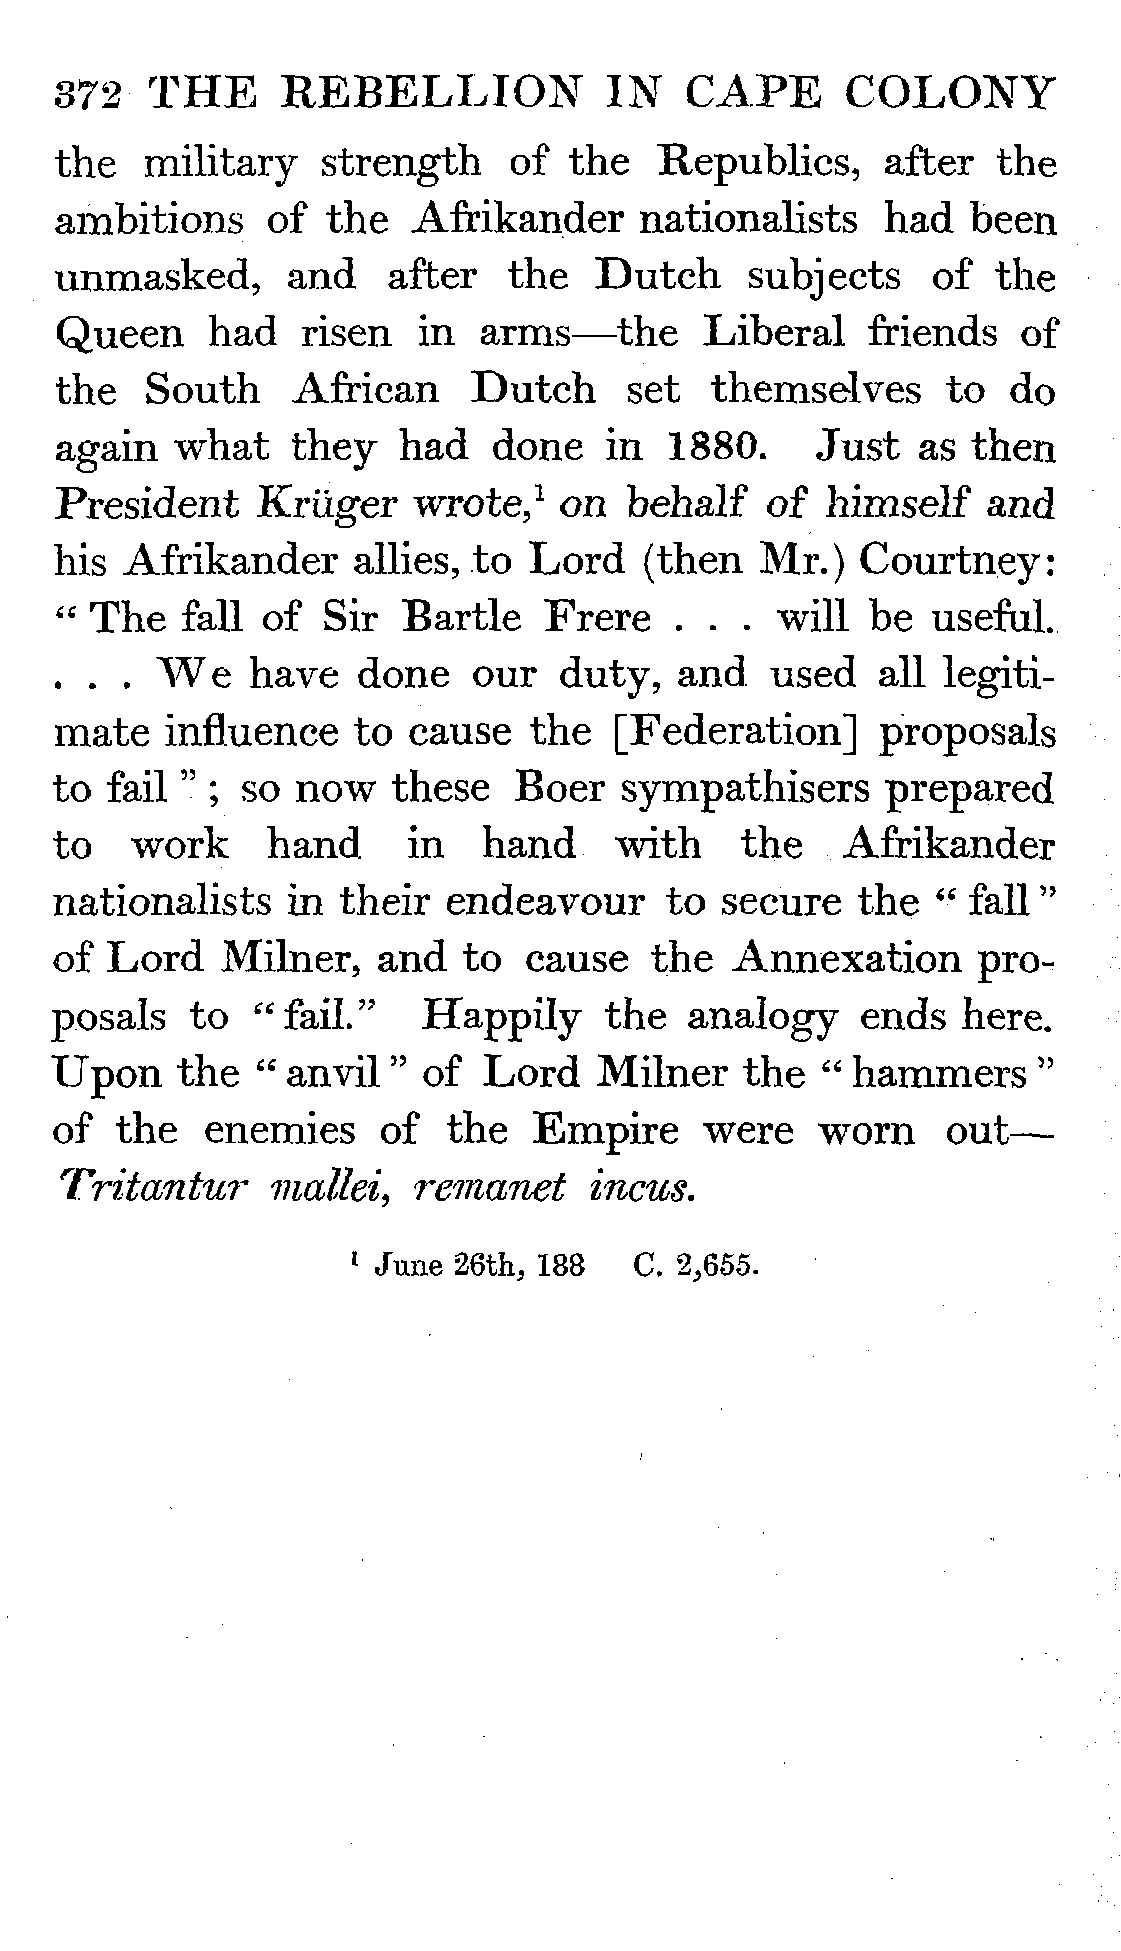 372 THE REBELLION IN CAPE COLONY
the military strength of the Republics, after the
ambitions of the Afrikander nationalists had been
unmasked, and after the Dutch subjects of the
Queen had risen in arms—the Liberal friends of
the South African Dutch set themselves to do
again what they had done in 1880. Just as then
President Krüger wrote,¹ on behalf of himself and
his Afrikander allies, to Lord (then Mr.) Courtney:
“ The fall of Sir Bartle Frere . . . will be useful.
. . . We have done our duty, and used all legiti-
mate influence to cause the [Federation] proposals
to fail ” ; so now these Boer sympathisers prepared
to work hand in hand with the Afrikander
nationalists in their endeavour to secure the “ fall ”
of Lord Milner, and to cause the Annexation pro-
posals to “ fail.” Happily the analogy ends here.
Upon the “ anvil ” of Lord Milner the “ hammers ”
of the enemies of the Empire were worn out—
Tritantur mallei, remanet incus.
¹ June 26th, 188 C. 2,655.